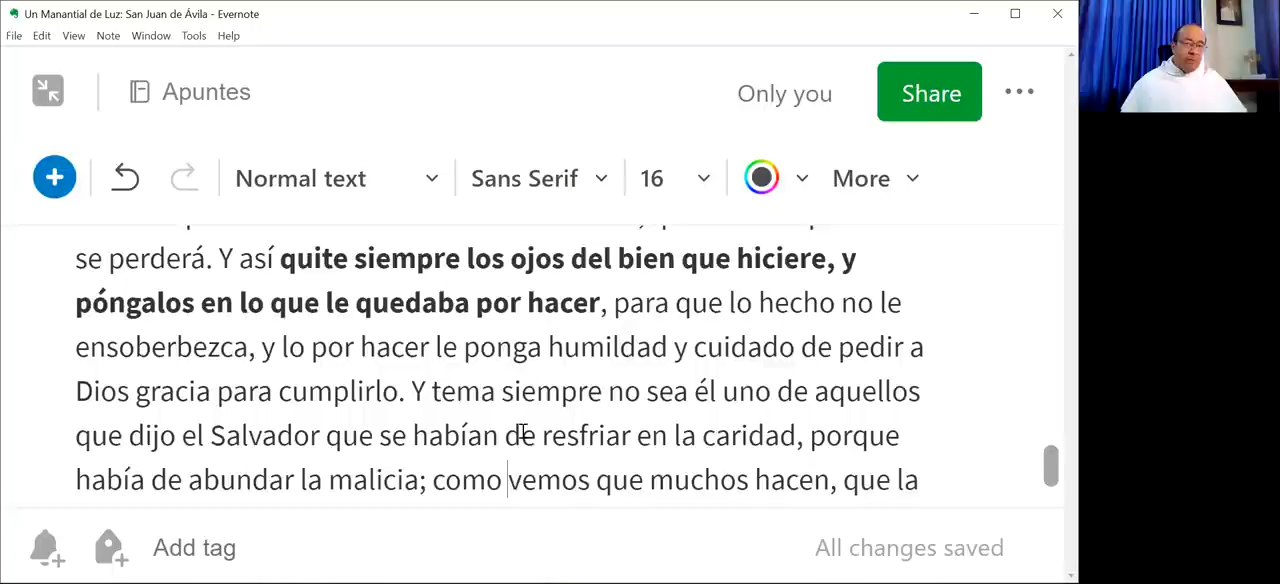 Un Manantial de Luz: San Juan de Ávila - Evernote
File Edit View Note Window Tools Help
Apuntes
Only you
Share
Normal text
Sans Serif
16
More
se perderá. Y así quite siempre los ojos del bien que hiciere, y
póngalos en lo que le quedaba por hacer, para que lo hecho no le
ensoberbezca, y lo por hacer le ponga humildad y cuidado de pedir a
Dios gracia para cumplirlo. Y tema siempre no sea él uno de aquellos
que dijo el Salvador que se habían de resfriar en la caridad, porque
había de abundar la malicia; como vemos que muchos hacen, que la
Add tag
All changes saved